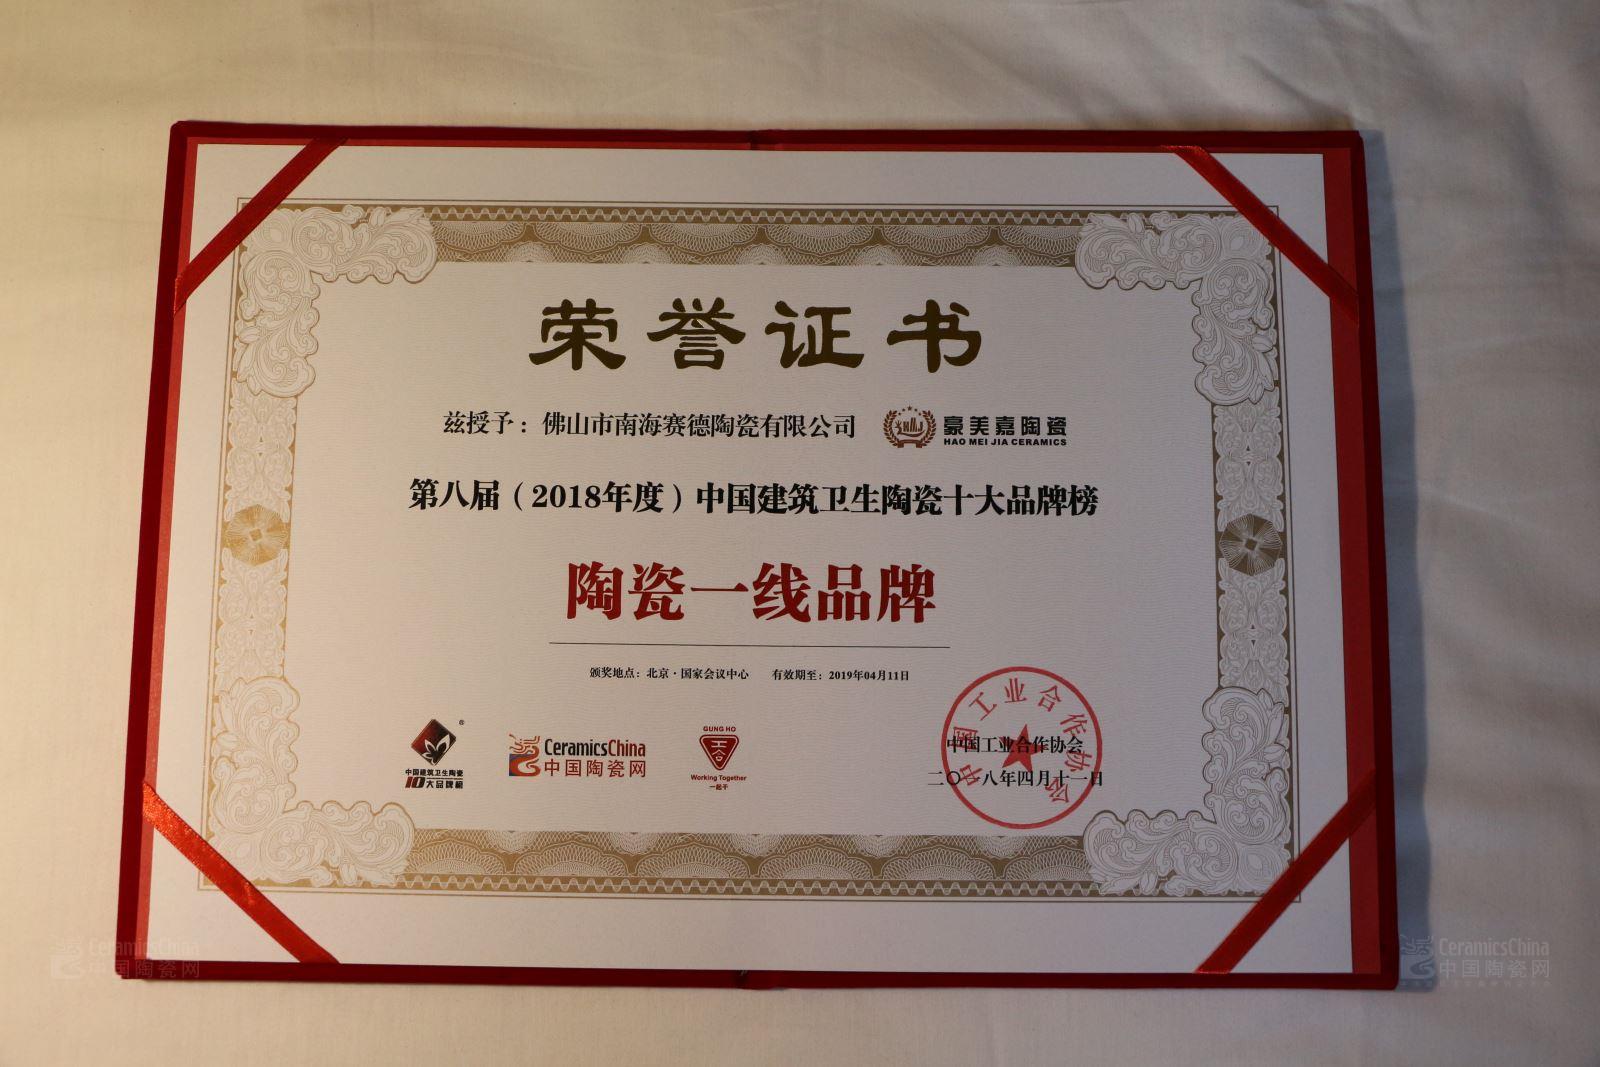 荣誉证书
兹授予：佛山市南海赛德陶瓷有限公司
豪美嘉陶瓷
HAO MEI JIA CERAMICS
第八届（2018年度）中国建筑卫生陶瓷十大品牌榜
陶瓷一线品牌
颁奖地点：北京·国家会议中心 有效期至：2019年04月11日
®
中国建筑卫生陶瓷
10大品牌榜
CeramicsChina
中国陶瓷网
GUNG HO
工合
Working Together
一起干
中国工业合作协会
中国工业合作协会
二〇一八年四月十一日
CeramicsChina
中国陶瓷网
CeramicsChina
中国陶瓷网